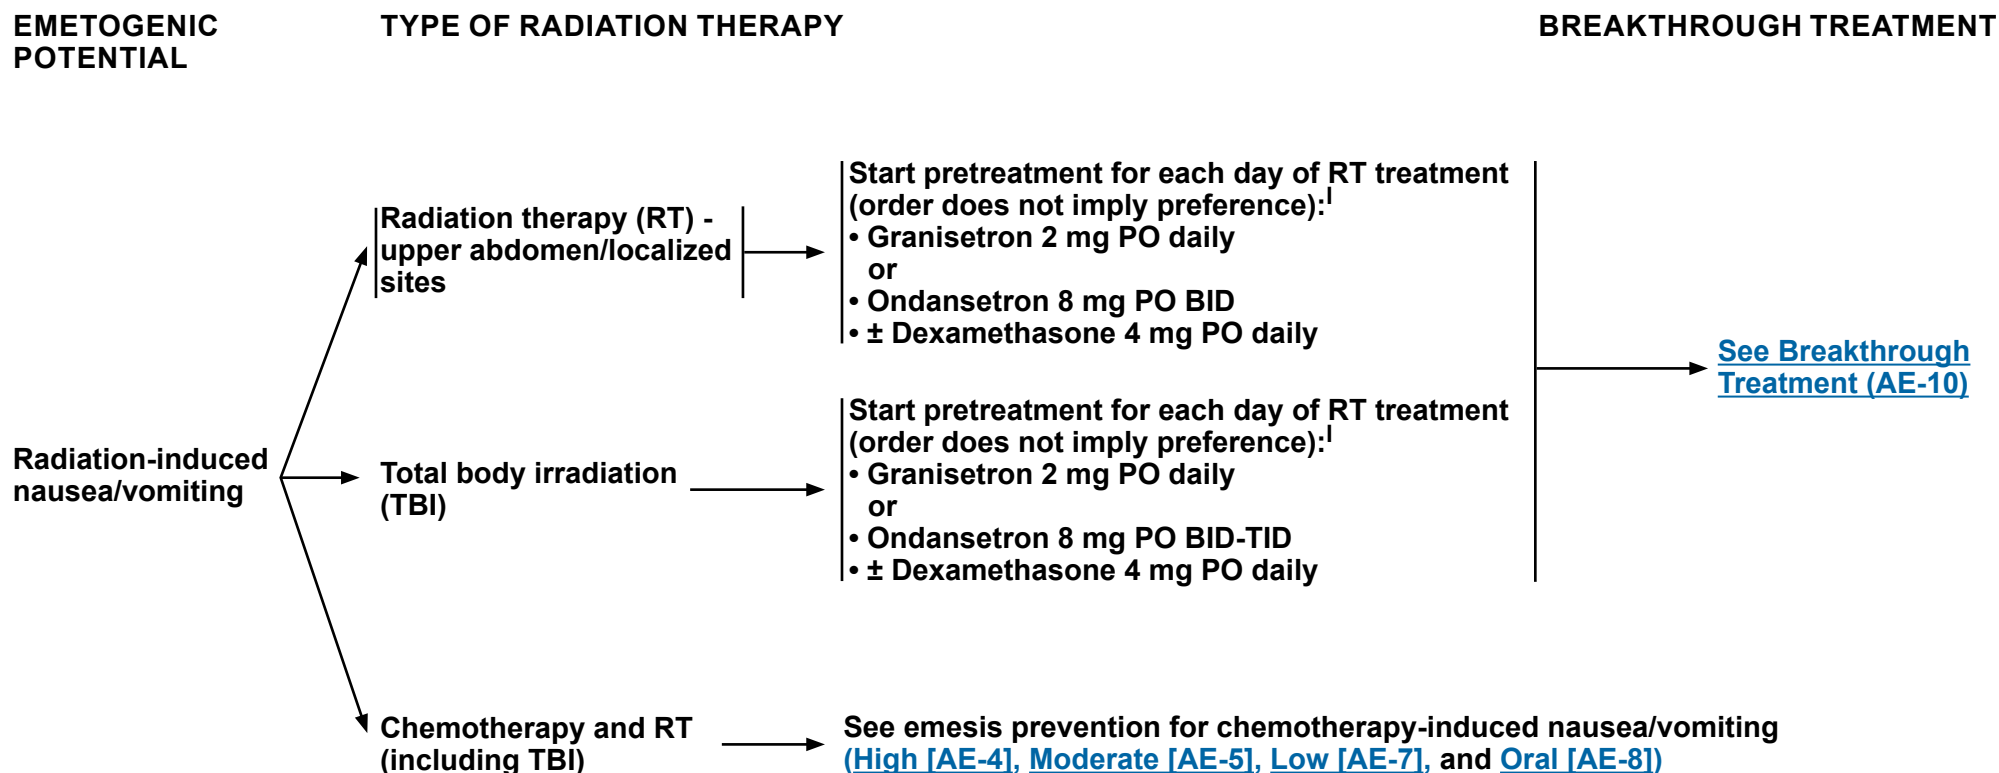 EMETOGENIC
POTENTIAL
TYPE OF RADIATION THERAPY
BREAKTHROUGH TREATMENT
Radiation-induced
nausea/vomiting
Radiation therapy (RT) -
upper abdomen/localized
sites
Start pretreatment for each day of RT treatment
(order does not imply preference):l
• Granisetron 2 mg PO daily
or
• Ondansetron 8 mg PO BID
• ± Dexamethasone 4 mg PO daily
Total body irradiation
(TBI)
Start pretreatment for each day of RT treatment
(order does not imply preference):l
• Granisetron 2 mg PO daily
or
• Ondansetron 8 mg PO BID-TID
• ± Dexamethasone 4 mg PO daily
See Breakthrough
Treatment (AE-10)
Chemotherapy and RT
(including TBI)
See emesis prevention for chemotherapy-induced nausea/vomiting
(High [AE-4], Moderate [AE-5], Low [AE-7], and Oral [AE-8])